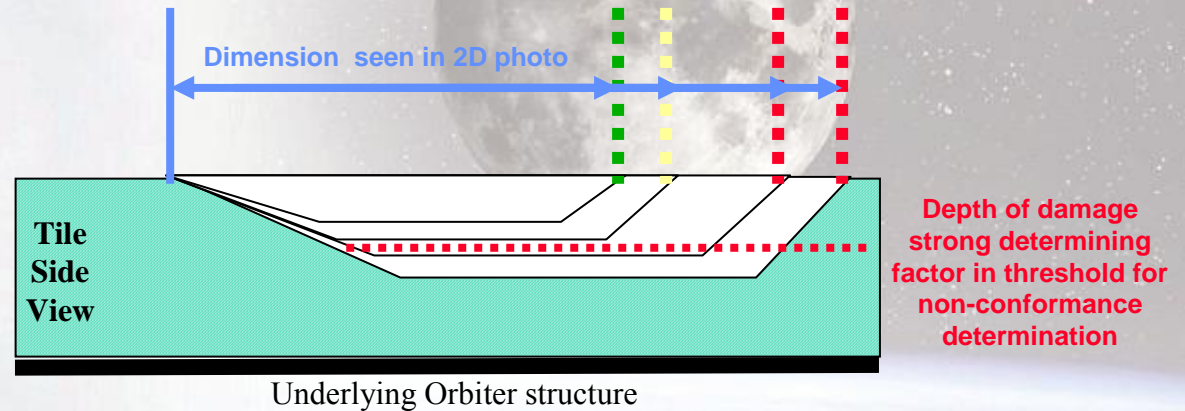 Dimension seen in 2D photo
Tile
Side
View
Depth of damage
strong determining
factor in threshold for
non-conformance
determination
Underlying Orbiter structure